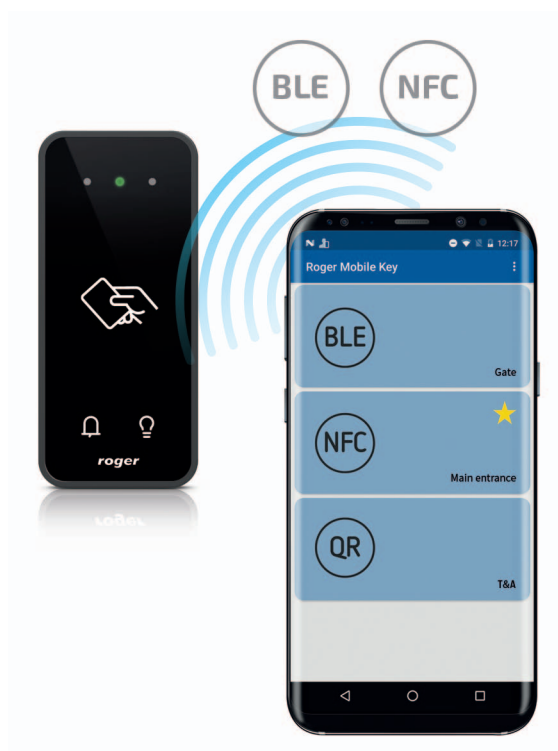 BLE NFC
roger
12:17
Roger Mobile Key
BLE
Gate
NFC
Main entrance
QR
T&A